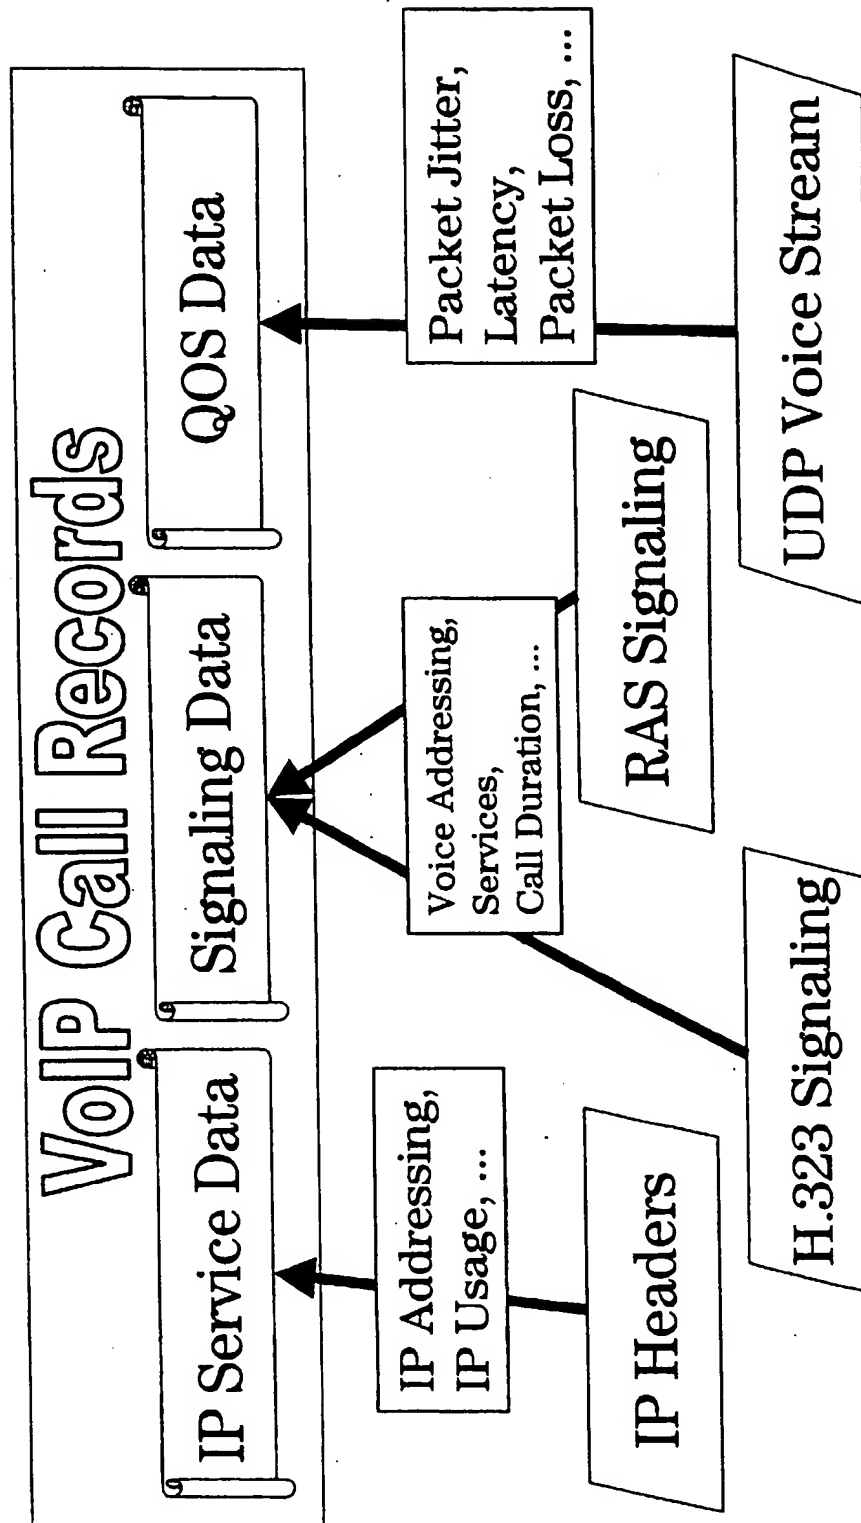 VoIP Call Records
IP Service Data
Signaling Data
QOS Data
IP Addressing,
IP Usage, ...
Voice Addressing,
Services,
Call Duration, ...
Packet Jitter,
Latency,
Packet Loss, ...
IP Headers
H.323 Signaling
RAS Signaling
UDP Voice Stream